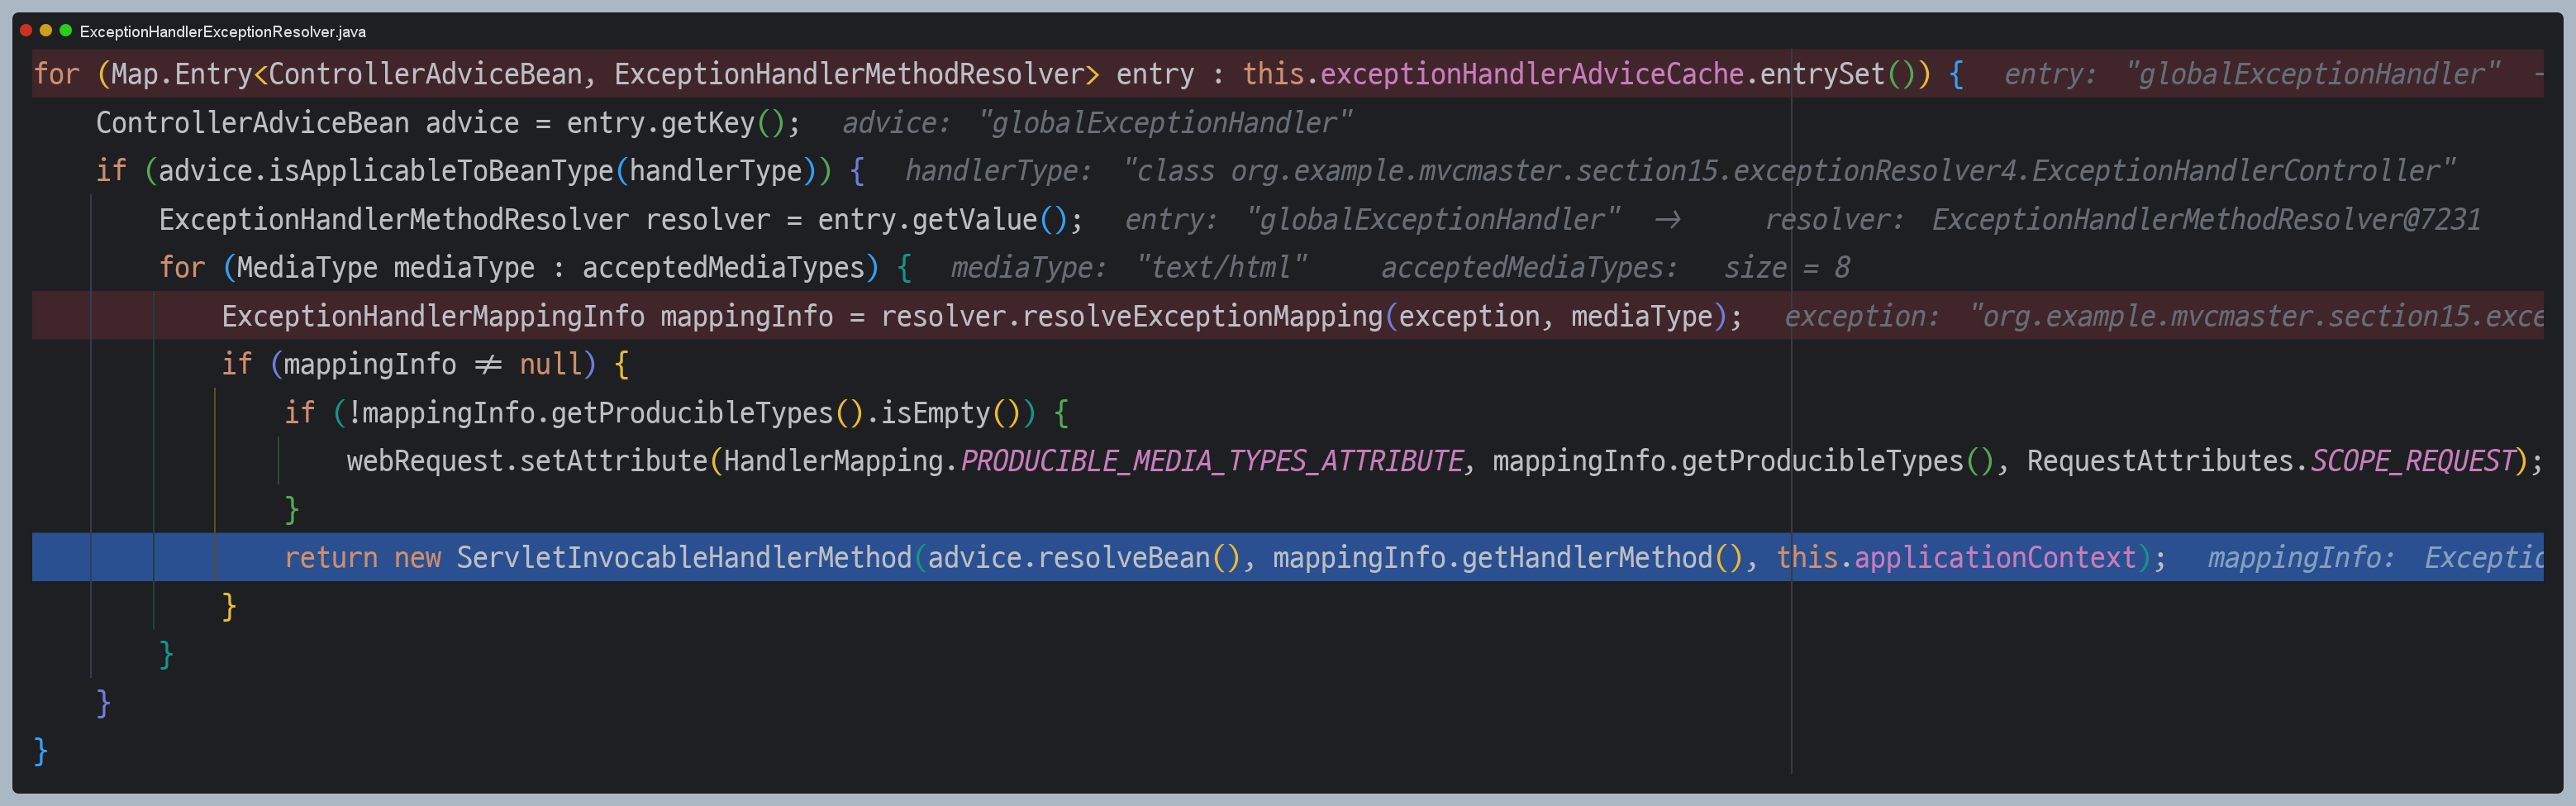 ExceptionHandlerExceptionResolver.java
for (Map.Entry<ControllerAdviceBean, ExceptionHandlerMethodResolver> entry : this.exceptionHandlerAdviceCache.entrySet()) { entry: "globalExceptionHandler" -
ControllerAdviceBean advice = entry.getKey(); advice: "globalExceptionHandler"
if (advice.isApplicableToBeanType(handlerType)) { handlerType: "class org.example.mvcmaster.section15.exceptionResolver4.ExceptionHandlerController"
ExceptionHandlerMethodResolver resolver = entry.getValue(); entry: "globalExceptionHandler" → resolver: ExceptionHandlerMethodResolver@7231
for (MediaType mediaType : acceptedMediaTypes) { mediaType: "text/html" acceptedMediaTypes: size = 8
ExceptionHandlerMappingInfo mappingInfo = resolver.resolveExceptionMapping(exception, mediaType); exception: "org.example.mvcmaster.section15.exce
if (mappingInfo ≠ null) {
if (!mappingInfo.getProducibleTypes().isEmpty()) {
webRequest.setAttribute(HandlerMapping.PRODUCIBLE_MEDIA_TYPES_ATTRIBUTE, mappingInfo.getProducibleTypes(), RequestAttributes.SCOPE_REQUEST);
}
return new ServletInvocableHandlerMethod(advice.resolveBean(), mappingInfo.getHandlerMethod(), this.applicationContext); mappingInfo: Exceptio
}
}
}
}